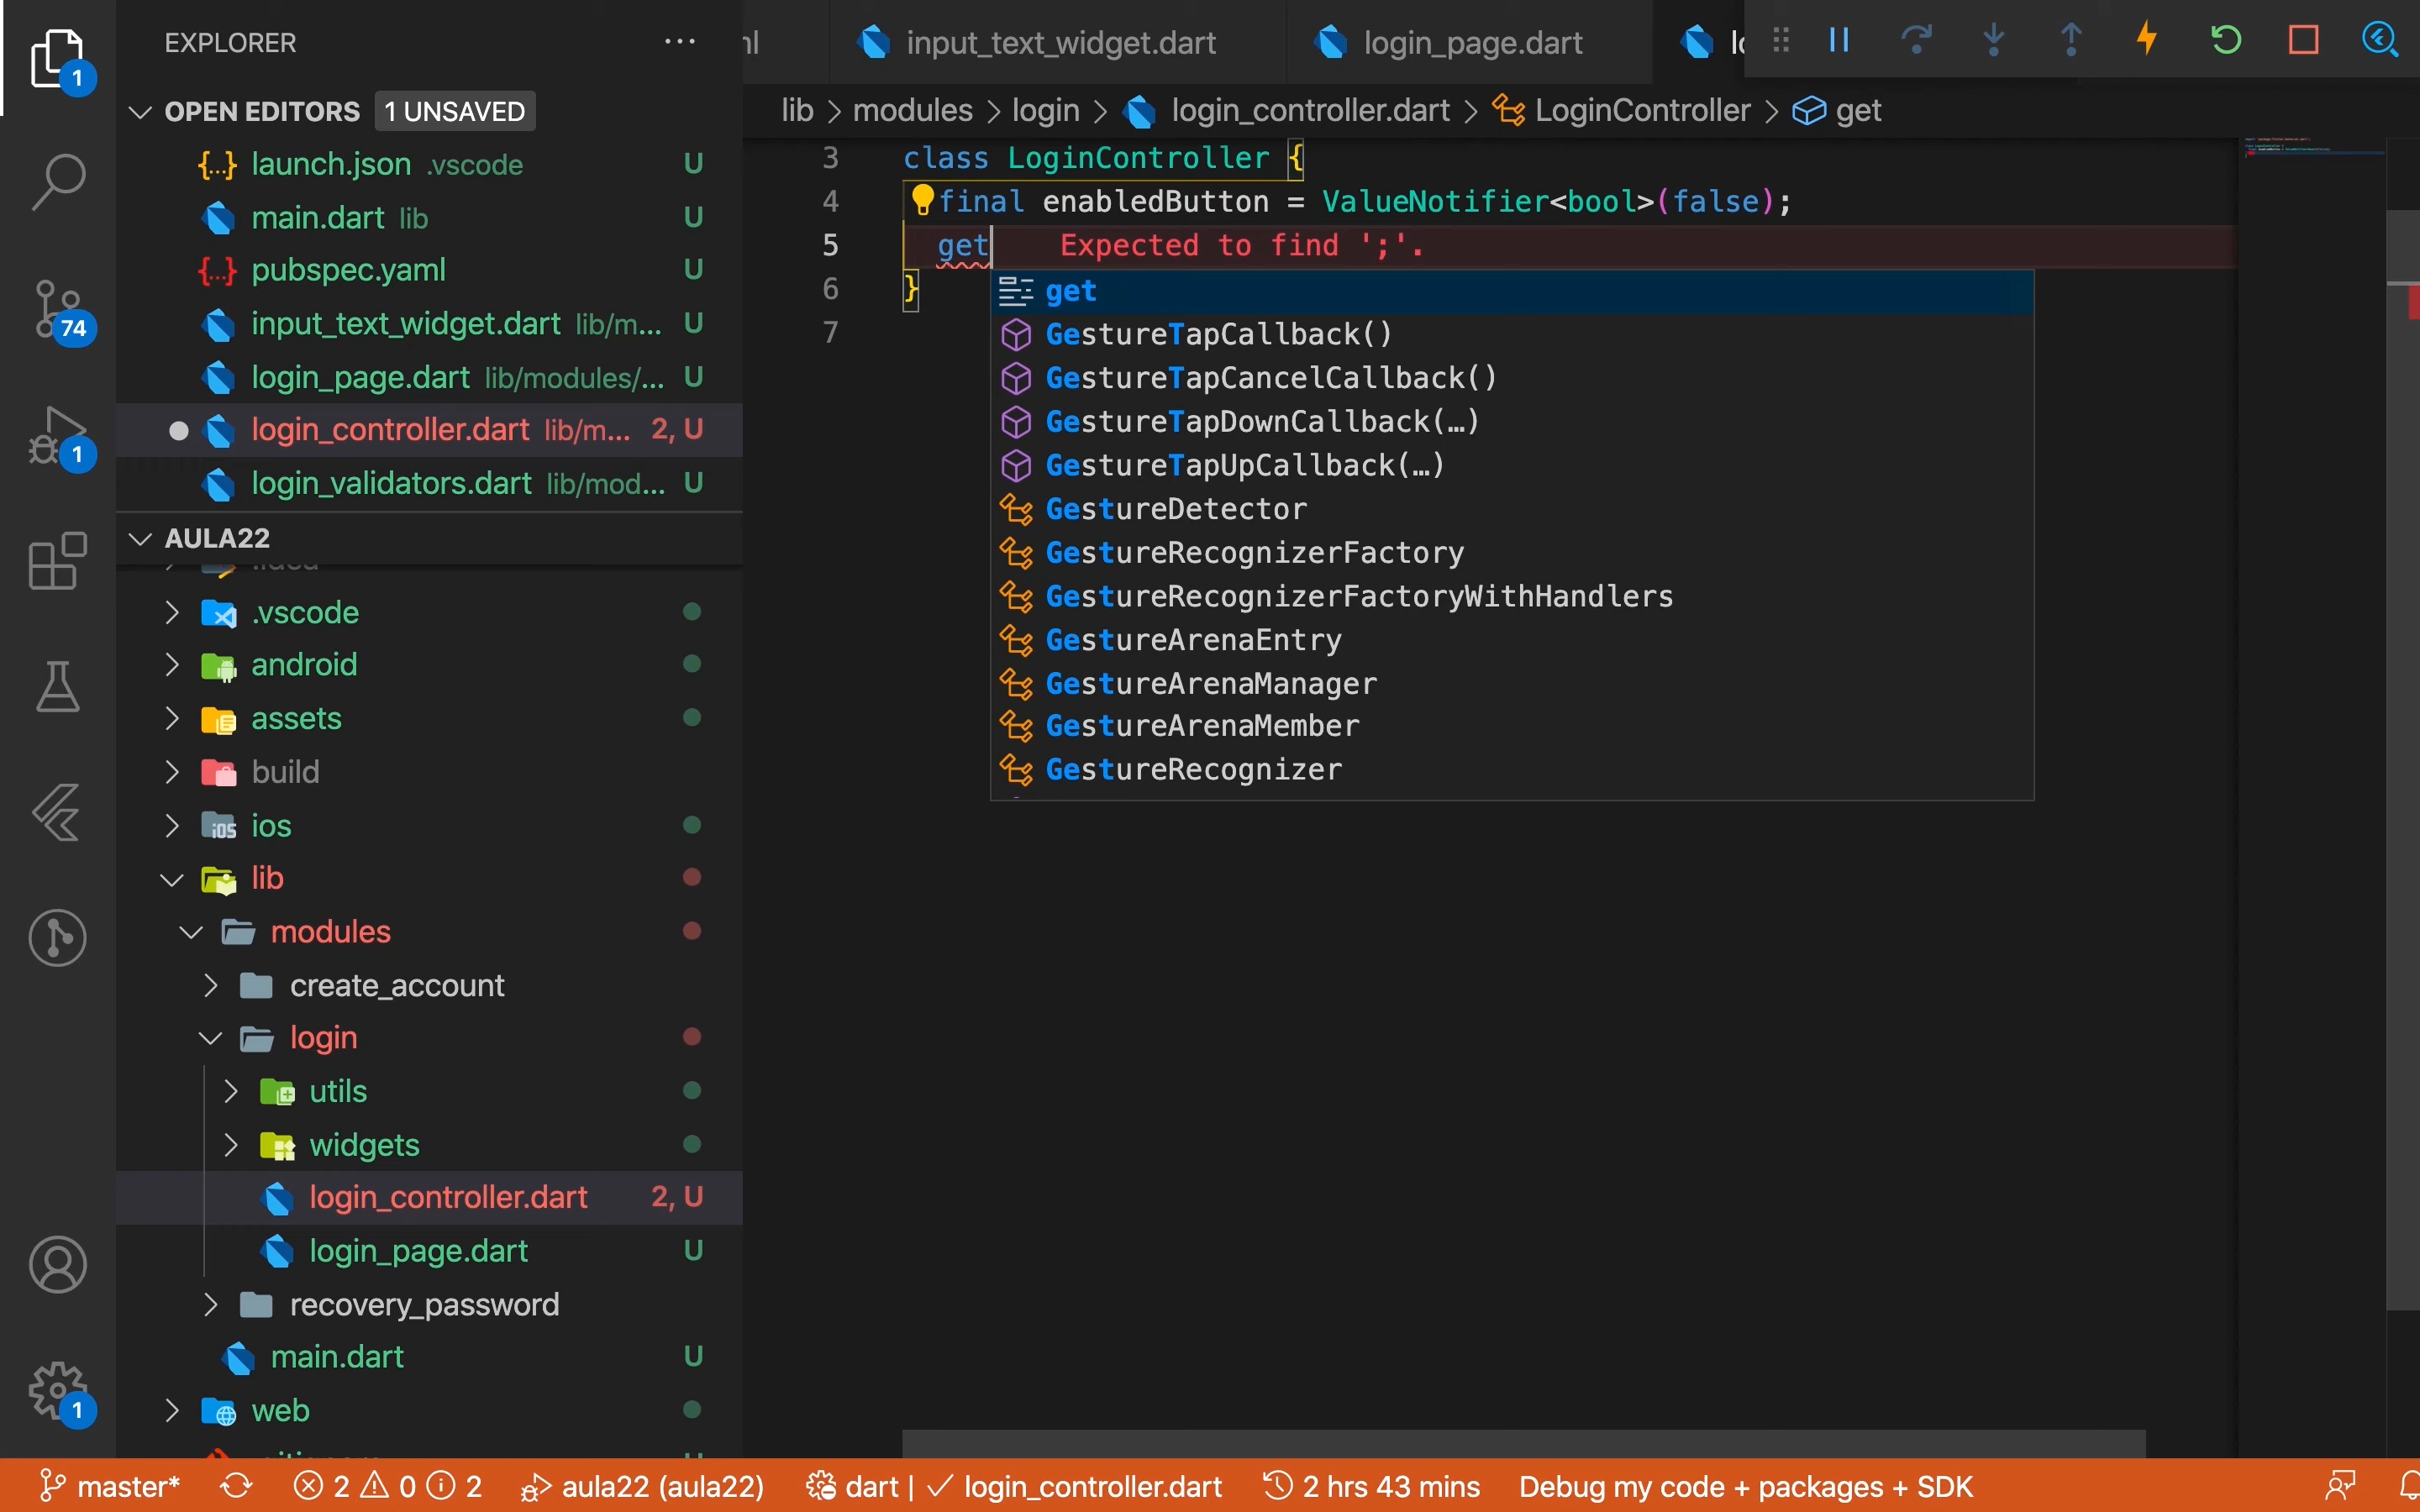 EXPLORER
OPEN EDITORS 1 UNSAVED
launch.json .vscode U
main.dart lib U
pubspec.yaml U
input_text_widget.dart lib/m... U
login_page.dart lib/modules/... U
login_controller.dart lib/m... 2, U
login_validators.dart lib/mod... U
AULA22
.vscode
android
assets
build
ios
lib
modules
create_account
login
utils
widgets
login_controller.dart 2, U
login_page.dart U
recovery_password
main.dart U
web
1
74
1
1
input_text_widget.dart
login_page.dart
lib > modules > login > login_controller.dart > LoginController > get
3 class LoginController {
4 final enabledButton = ValueNotifier<bool>(false);
5 get Expected to find ';'.
6 }
7
get
GestureTapCallback()
GestureTapCancelCallback()
GestureTapDownCallback(…)
GestureTapUpCallback(…)
GestureDetector
GestureRecognizerFactory
GestureRecognizerFactoryWithHandlers
GestureArenaEntry
GestureArenaManager
GestureArenaMember
GestureRecognizer
master* 2 0 2 aula22 (aula22) dart | login_controller.dart 2 hrs 43 mins Debug my code + packages + SDK